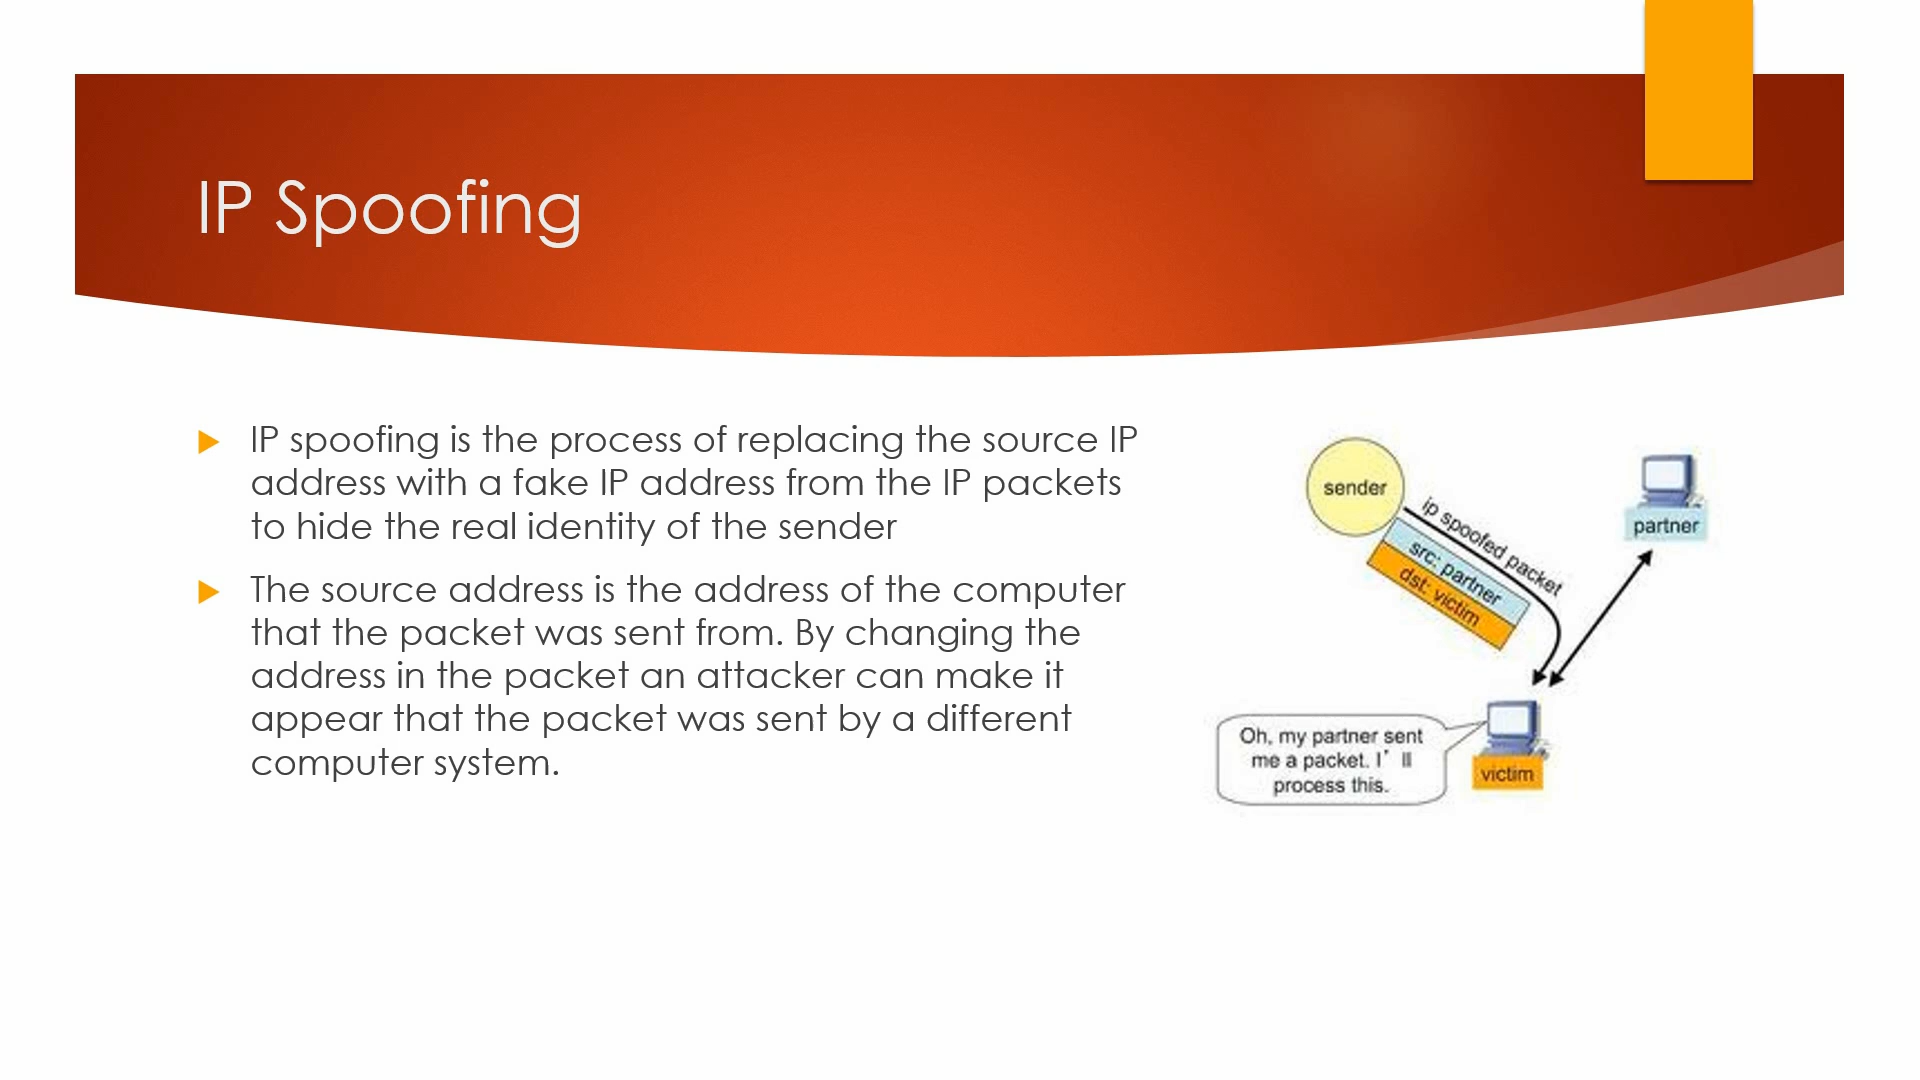 IP Spoofing
IP spoofing is the process of replacing the source IP
address with a fake IP address from the IP packets
to hide the real identity of the sender
The source address is the address of the computer
that the packet was sent from. By changing the
address in the packet an attacker can make it
appear that the packet was sent by a different
computer system.
sender
ip spoofed packet
src: partner
dst: victim
partner
Oh, my partner sent
me a packet. I’ll
process this.
victim